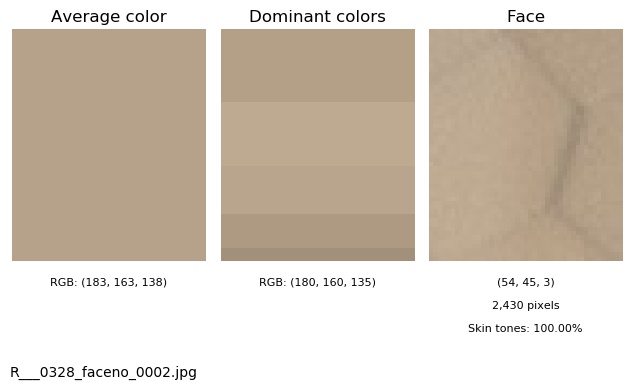 Average color
Dominant colors
Face
RGB: (183, 163, 138)
RGB: (180, 160, 135)
(54, 45, 3)
2,430 pixels
Skin tones: 100.00%
R___0328_faceno_0002.jpg